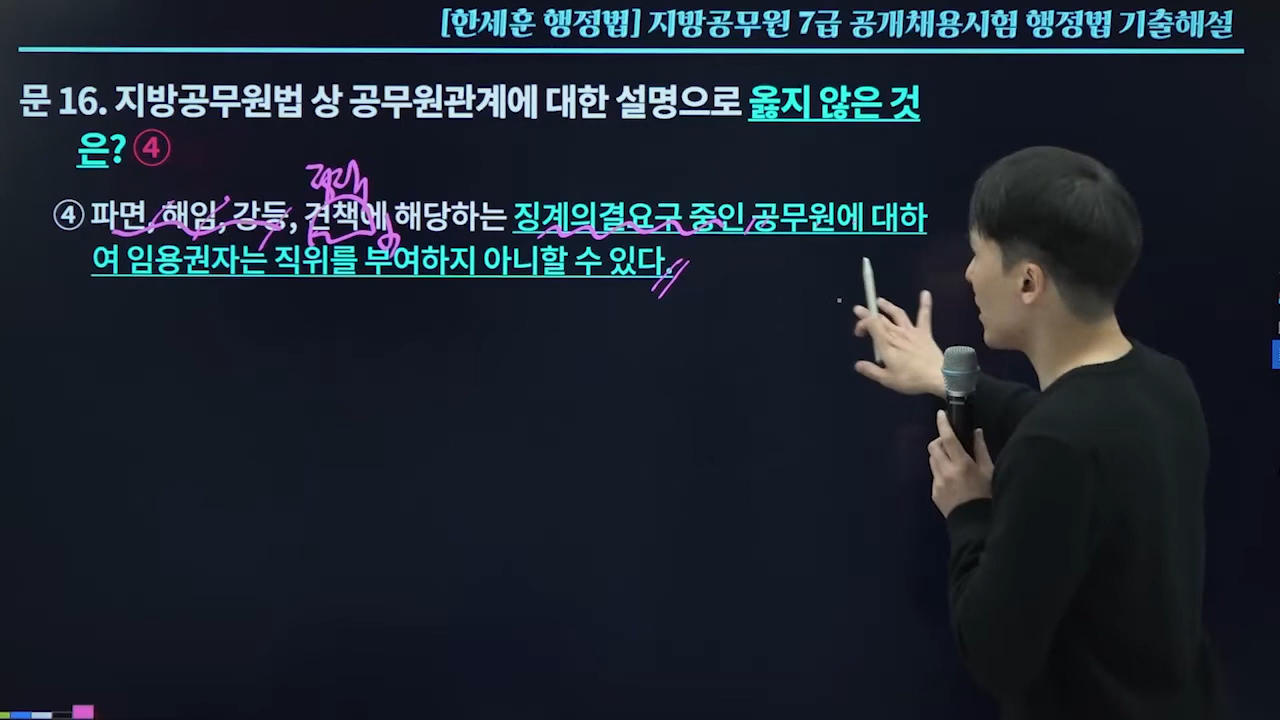 [한세훈 행정법] 지방공무원 7급 공개채용시험 행정법 기출해설
문 16. 지방공무원법 상 공무원관계에 대한 설명으로 옳지 않은 것
은? ④
④ 파면, 해임, 강등, 견책에 해당하는 징계의결요구 중인 공무원에 대하
여 임용권자는 직위를 부여하지 아니할 수 있다.